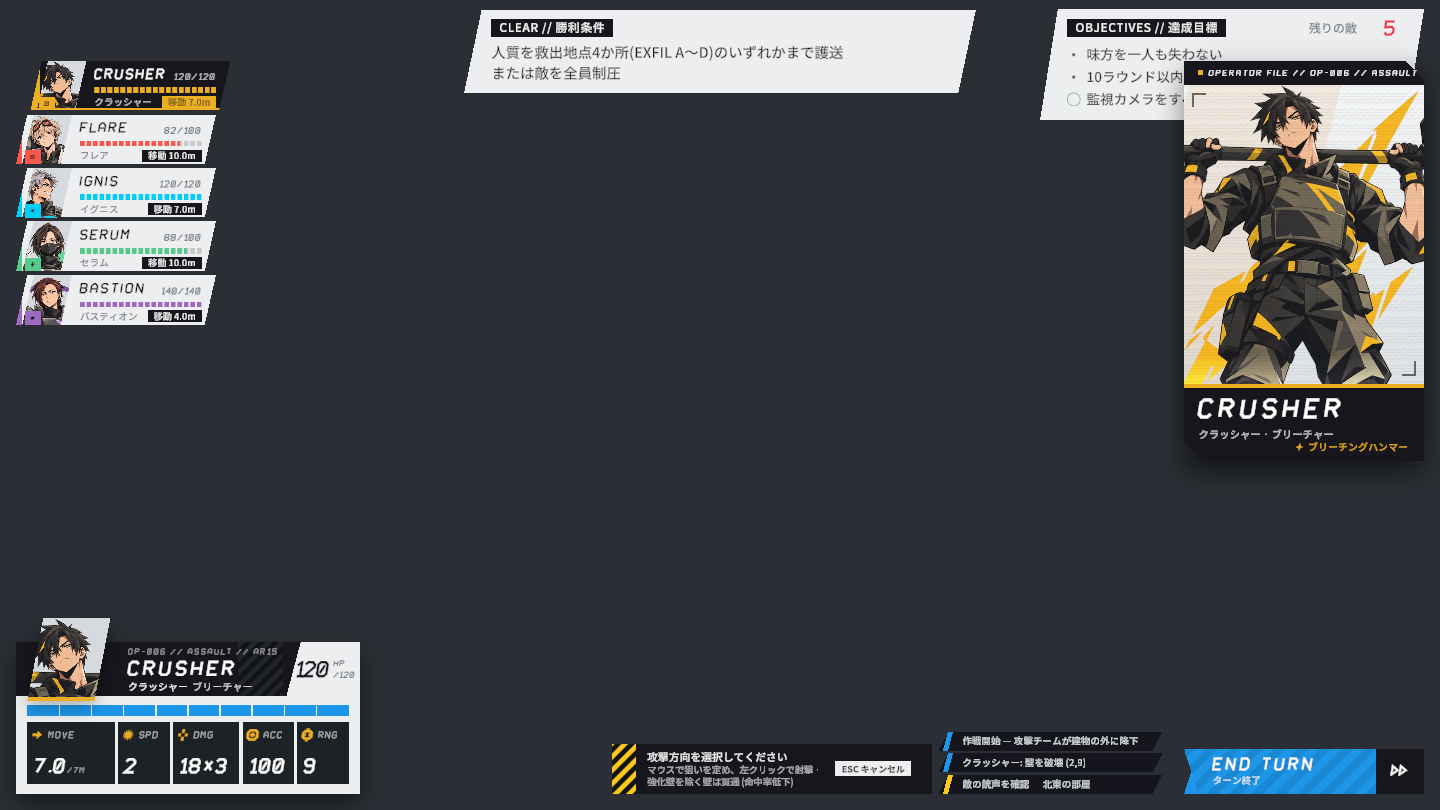 CLEAR // 勝利条件
人質を救出地点4か所(EXFIL A〜D)のいずれかまで護送
または敵を全員制圧
OBJECTIVES // 達成目標
残りの敵 5
・ 味方を一人も失わない
・ 10ラウンド以内
〇 監視カメラをす
CRUSHER 120/120
クラッシャー 移動 7.0m
FLARE 82/100
フレア 移動 10.0m
IGNIS 120/120
イグニス 移動 7.0m
SERUM 88/100
セラム 移動 10.0m
BASTION 140/140
バスティオン 移動 4.0m
OPERATOR FILE // OP-006 // ASSAULT
CRUSHER
クラッシャー・ブリーチャー
ブリーチングハンマー
OP-006 // ASSAULT // AR15
CRUSHER
クラッシャー ブリーチャー
120 HP /120
MOVE SPD DMG ACC RNG
7.0/7M 2 18×3 100 9
攻撃方向を選択してください
マウスで狙いを定め、左クリックで射撃・
強化壁を除く壁は貫通(命中率低下)
ESC キャンセル
作戦開始 — 攻撃チームが建物の外に降下
クラッシャー: 壁を破壊 (2,9)
敵の銃声を確認 北東の部屋
END TURN
ターン終了